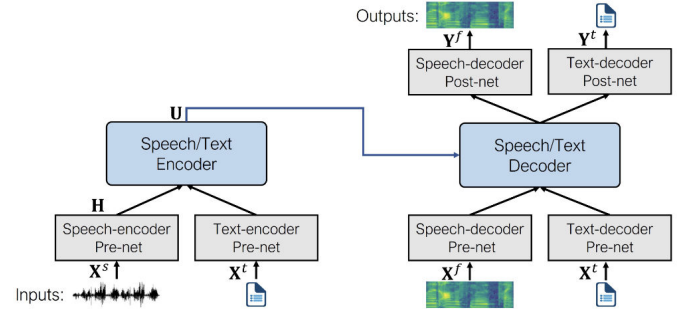 Outputs:
Y^f
Y^t
Speech-decoder
Post-net
Text-decoder
Post-net
U
Speech/Text
Encoder
Speech/Text
Decoder
H
Speech-encoder
Pre-net
Text-encoder
Pre-net
Speech-decoder
Pre-net
Text-decoder
Pre-net
X^s
X^t
X^f
X^t
Inputs: